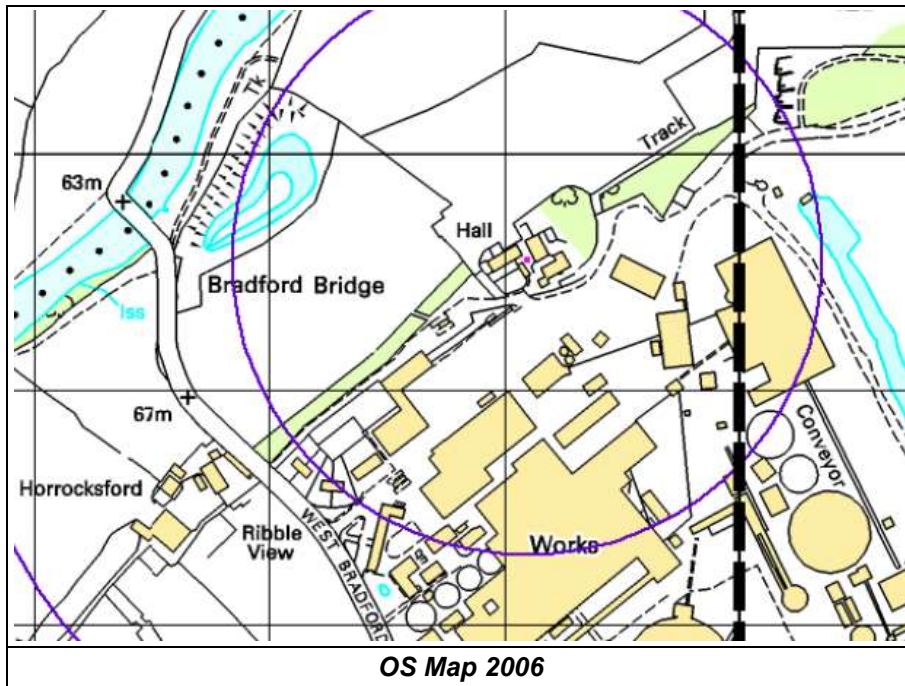 Tk
Track
63m
Hall
Bradford Bridge
Iss
67m
Conveyor
Horrocksford
Ribble
View
WEST BRADFORD
Works
OS Map 2006